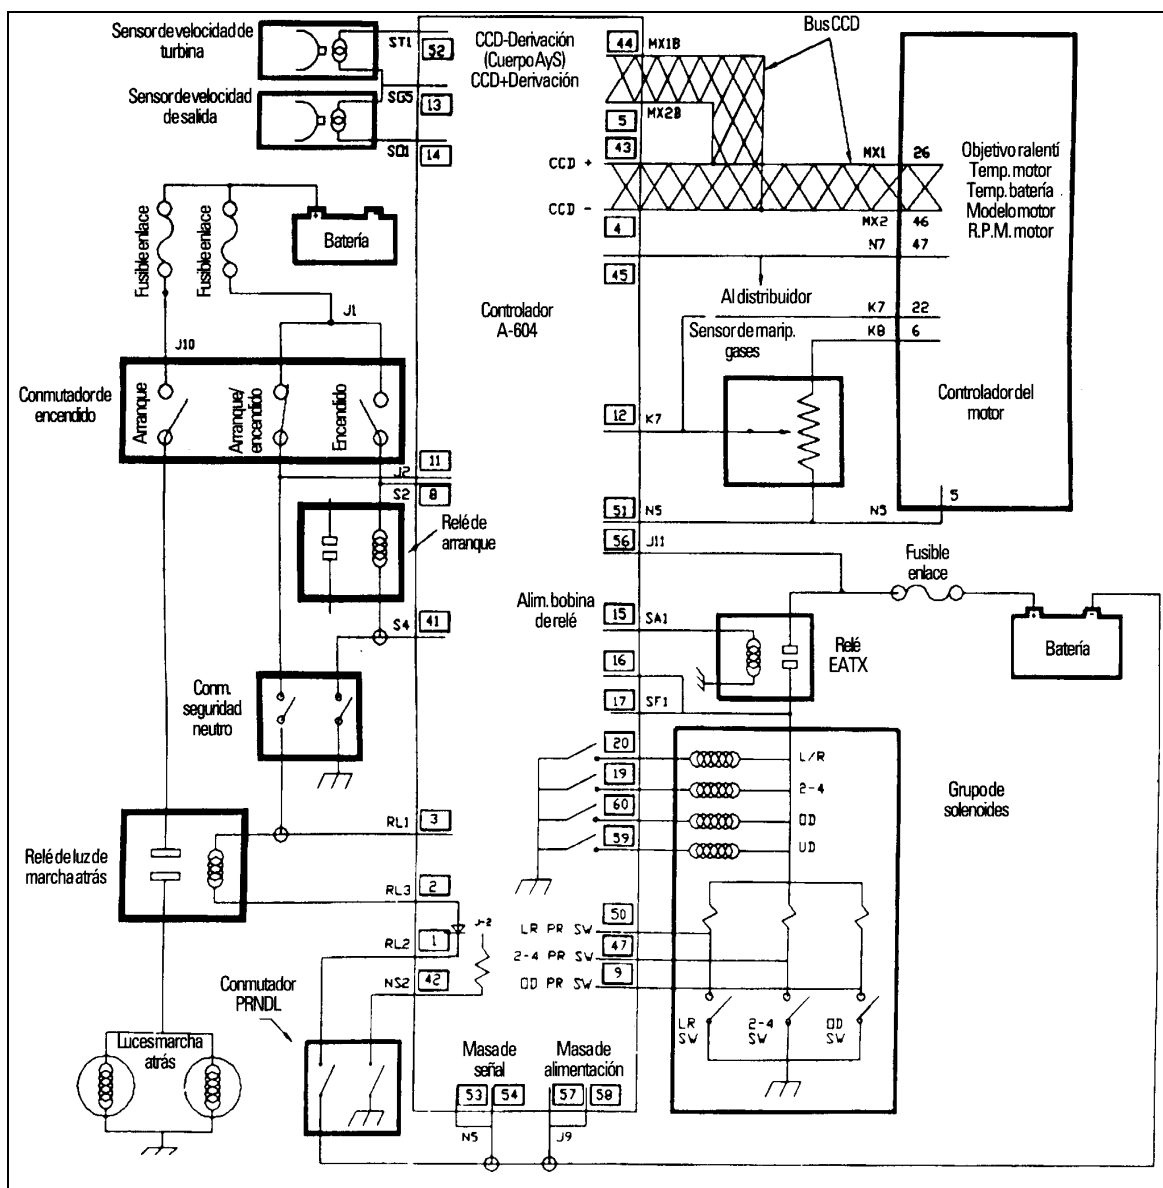 Sensor de velocidad de
turbina
ST1
52
CCD-Derivación
(Cuerpo AyS)
CCD+Derivación
44
MX1B
Bus CCD
Sensor de velocidad
de salida
SG5
13
SO1
14
MX2B
5
43
CCD +
MX1
26
CCD -
4
MX2
46
N7
47
45
Objetivo ralentí
Temp. motor
Temp. batería
Modelo motor
R.P.M. motor
Fusible enlace
Fusible enlace
Batería
Al distribuidor
Controlador
A-604
K7
22
K8
6
Sensor de marip.
gases
J1
J10
Conmutador de
encendido
Arranque
Arranque/
encendido
Encendido
12
K7
Controlador del
motor
J2
11
S2
8
5
51
N5
N5
56
J11
Relé de
arranque
Fusible
enlace
Alim. bobina
de relé
15
SA1
S4
41
Relé
EATX
Batería
16
17
SF1
Conm.
seguridad
neutro
20
L/R
19
2-4
60
OD
59
UD
Grupo de
solenoides
RL1
3
Relé de luz de
marcha atrás
RL3
2
J-2
50
LR PR SW
RL2
1
47
2-4 PR SW
NS2
42
9
OD PR SW
Conmutador
PRNDL
LR
SW
2-4
SW
OD
SW
Luces marcha
atrás
Masa de
señal
Masa de
alimentación
53
54
57
58
N5
J9